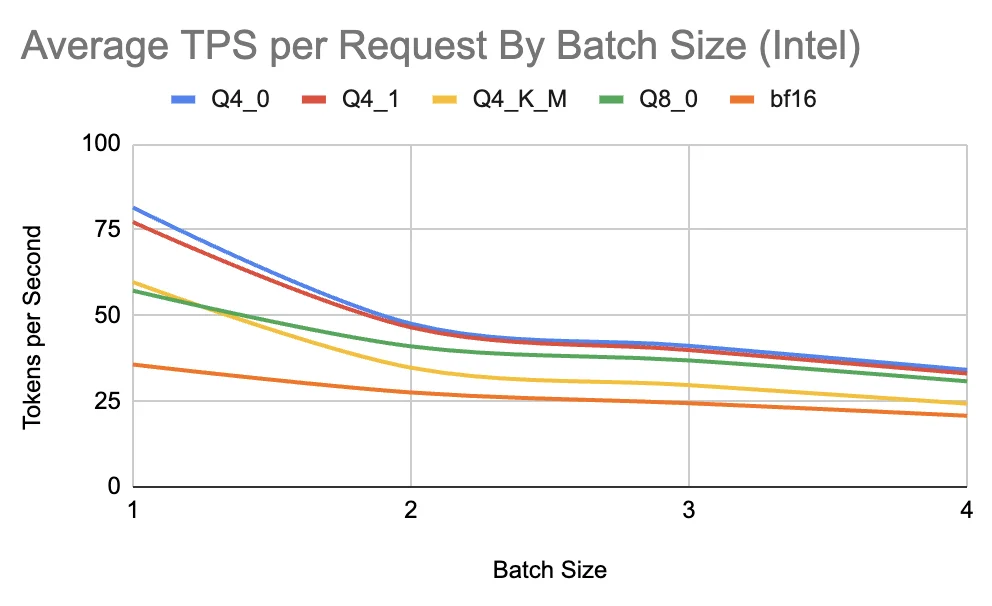 Average TPS per Request By Batch Size (Intel)
Q4_0 Q4_1 Q4_K_M Q8_0 bf16
100
75
50
25
0
Tokens per Second
1 2 3 4
Batch Size